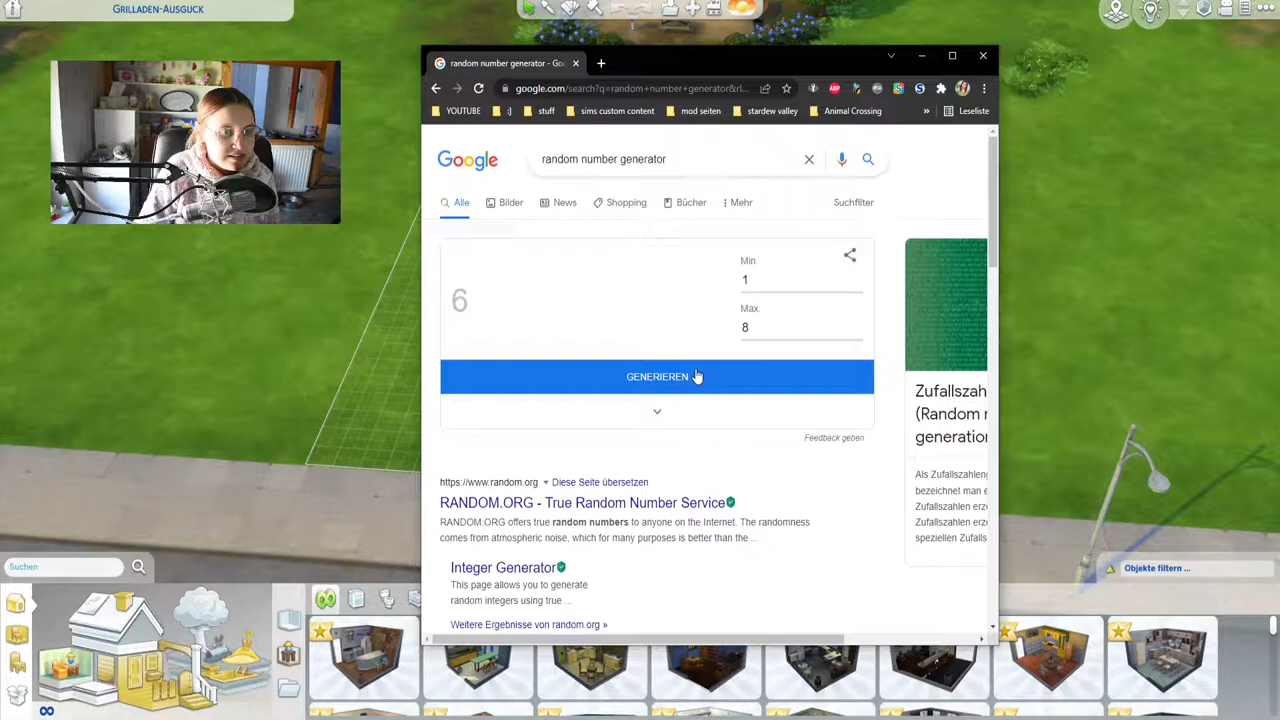 GRILLADEN-AUSGUCK
random number generator - Goo
google.com/search?q=random+number+generator&rl
YOUTUBE
:)
stuff
sims custom content
mod seiten
stardew valley
Animal Crossing
»
Leseliste
Google
random number generator
Alle
Bilder
News
Shopping
Bücher
Mehr
Suchfilter
Min.
1
6
Max.
8
GENERIEREN
Feedback geben
https://www.random.org
Diese Seite übersetzen
RANDOM.ORG - True Random Number Service
RANDOM.ORG offers true random numbers to anyone on the Internet. The randomness
comes from atmospheric noise, which for many purposes is better than the ...
Integer Generator
This page allows you to generate
random integers using true ...
Weitere Ergebnisse von random.org »
Zufallszah
(Random n
generation
Als Zufallszahleng
bezeichnet man e
Zufallszahlen erze
Zufallszahlen offe
speziellen Zufalls
Suchen
Objekte filtern ...